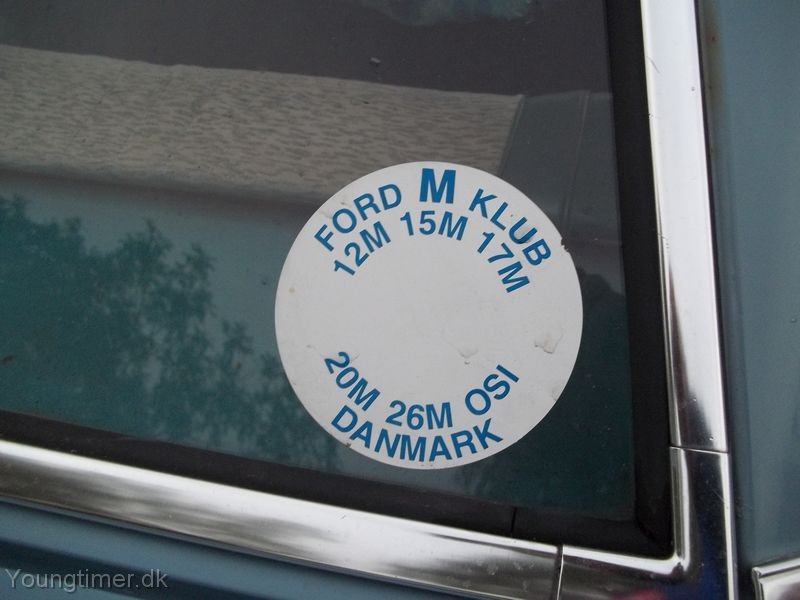 FORD M KLUB
12M 15M 17M
20M 26M OSI
DANMARK
Youngtimer.dk